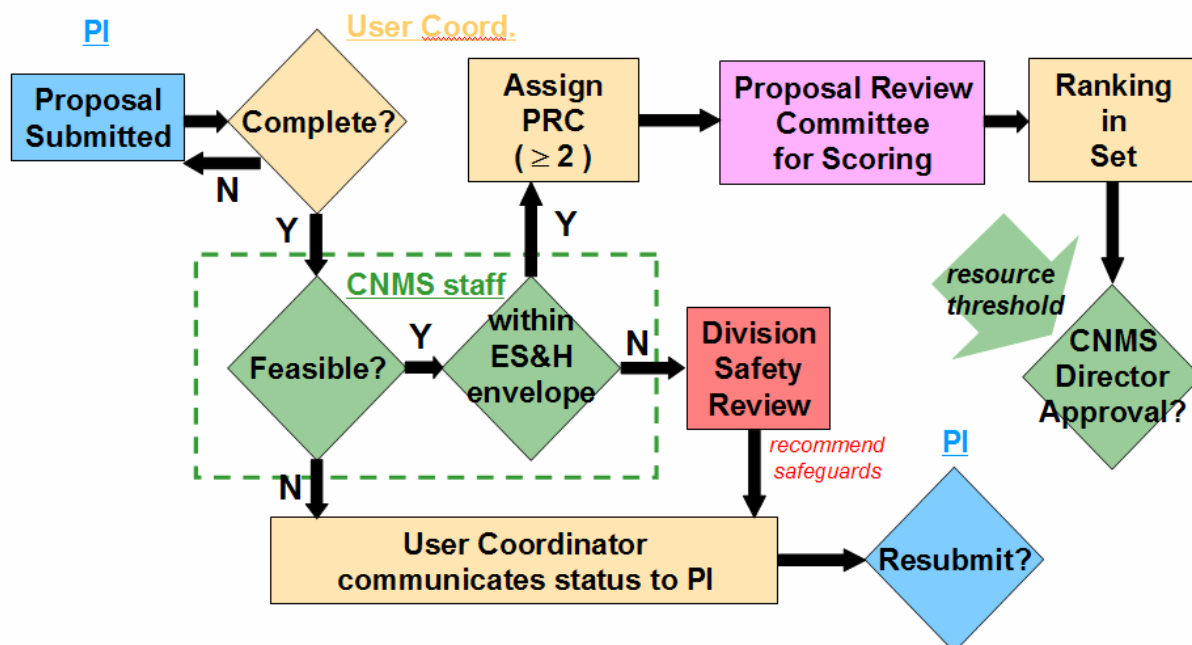 PI
User Coord.
Proposal
Submitted
Complete?
N
Y
Assign
PRC
( ≥ 2 )
Proposal Review
Committee
for Scoring
Ranking
in
Set
Y
CNMS staff
Feasible?
Y
within
ES&H
envelope
N
Division
Safety
Review
resource
threshold
CNMS
Director
Approval?
N
recommend
safeguards
PI
User Coordinator
communicates status to PI
Resubmit?